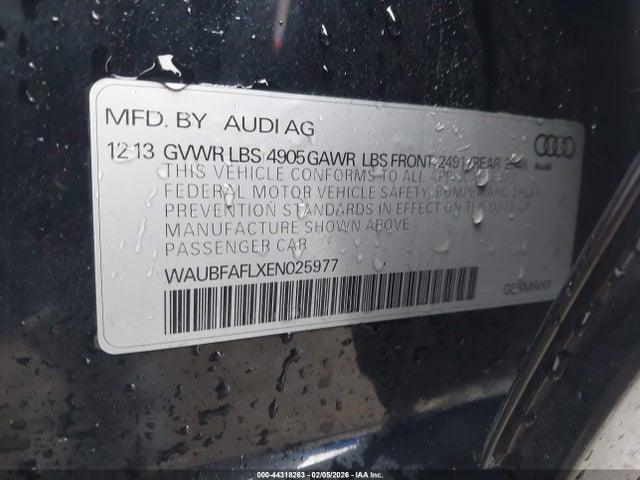 MFD. BY AUDI AG
12 13 GVWR LBS 4905 GAWR LBS FRONT 2491 REAR
Audi
THIS VEHICLE CONFORMS TO ALL APPLICABLE
FEDERAL MOTOR VEHICLE SAFETY, BUMPER AND THEFT
PREVENTION STANDARDS IN EFFECT ON THE DATE OF
MANUFACTURE SHOWN ABOVE
PASSENGER CAR
WAUBFAFLXEN025977
GERMANY
000-44318263 - 02/05/2026 - IAA Inc.